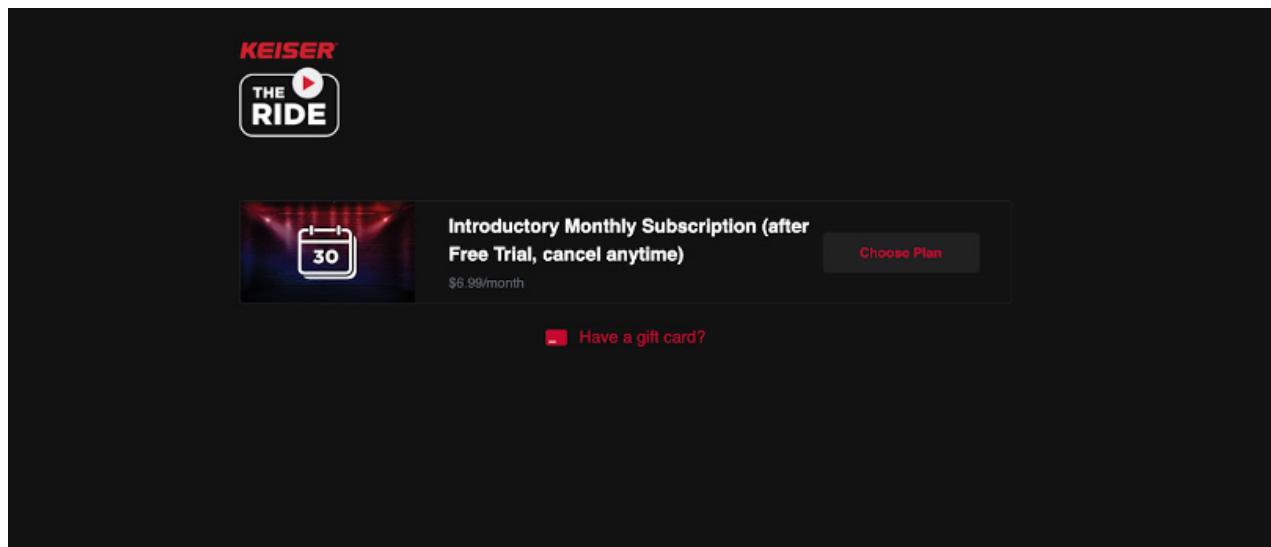 KEISER
THE
RIDE
30
Introductory Monthly Subscription (after
Free Trial, cancel anytime)
$6.99/month
Choose Plan
Have a gift card?